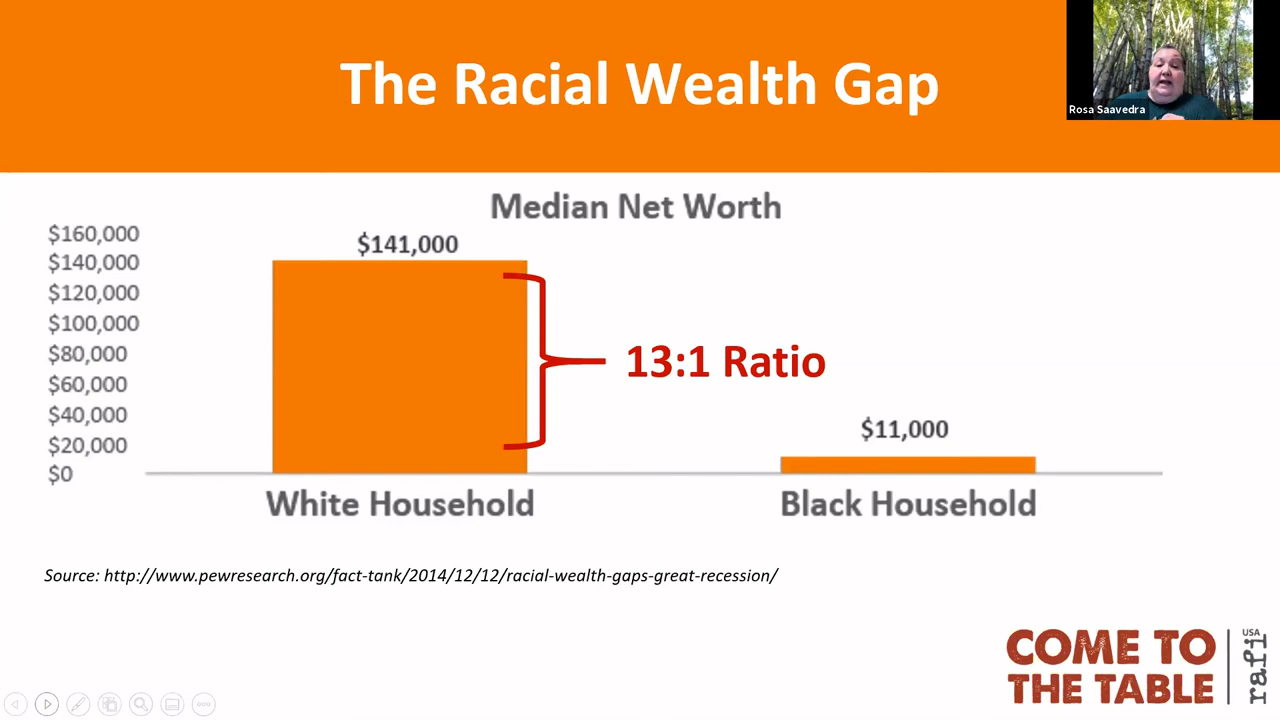 The Racial Wealth Gap
Rosa Saavedra
Median Net Worth
$160,000
$140,000
$120,000
$100,000
$80,000
$60,000
$40,000
$20,000
$0
$141,000
13:1 Ratio
$11,000
White Household
Black Household
Source: http://www.pewresearch.org/fact-tank/2014/12/12/racial-wealth-gaps-great-recession/
COME TO
THE TABLE
rafi
USA